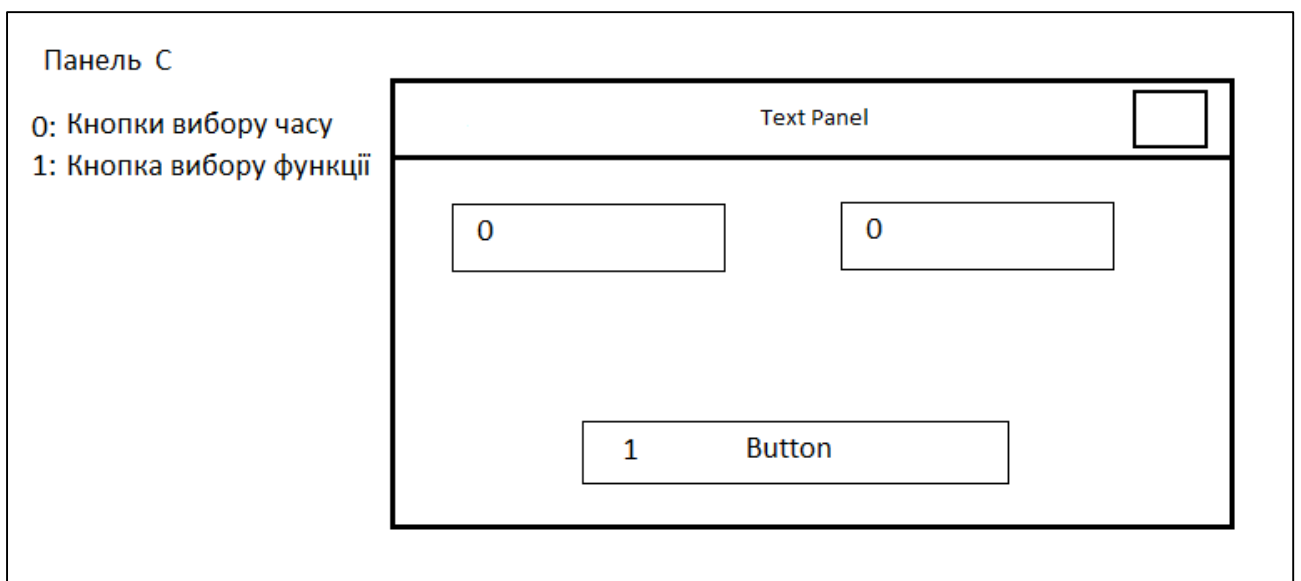 Панель С
0: Кнопки вибору часу
1: Кнопка вибору функції
Text Panel
0
0
1 Button